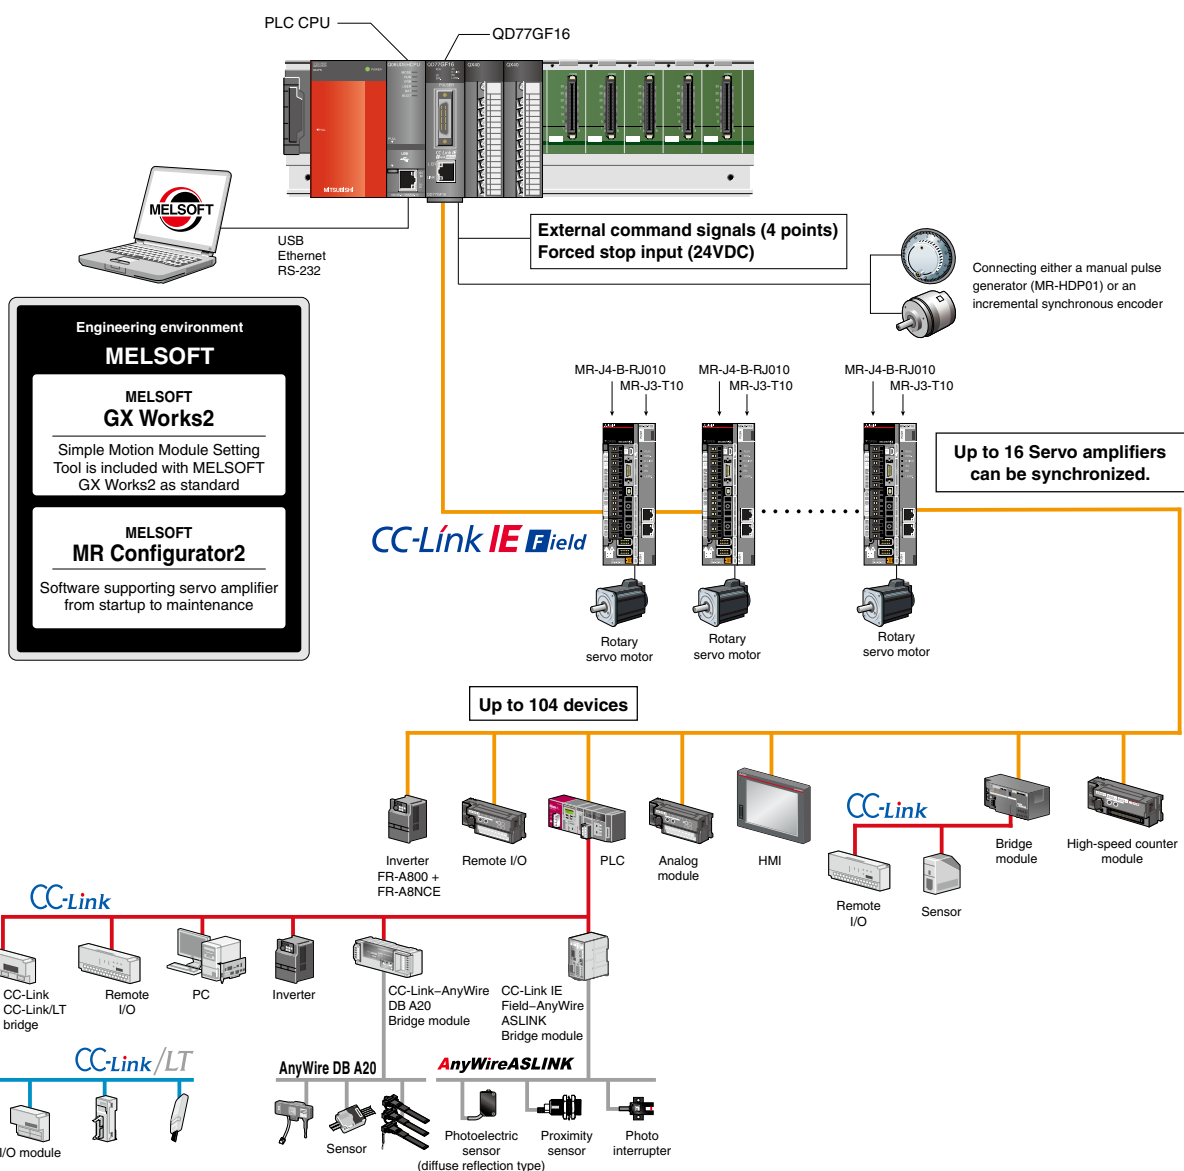 PLC CPU
QD77GF16
QD77GF16
QX40
QX40
MITSUBISHI
MELSOFT
USB
Ethernet
RS-232
External command signals (4 points)
Forced stop input (24VDC)
Connecting either a manual pulse
generator (MR-HDP01) or an
incremental synchronous encoder
Engineering environment
MELSOFT
MELSOFT
GX Works2
Simple Motion Module Setting
Tool is included with MELSOFT
GX Works2 as standard
MELSOFT
MR Configurator2
Software supporting servo amplifier
from startup to maintenance
MR-J4-B-RJ010
MR-J3-T10
MR-J4-B-RJ010
MR-J3-T10
MR-J4-B-RJ010
MR-J3-T10
Up to 16 Servo amplifiers
can be synchronized.
CC-Link IE Field
Rotary
servo motor
Rotary
servo motor
Rotary
servo motor
Up to 104 devices
Inverter
FR-A800 +
FR-A8NCE
Remote I/O
PLC
Analog
module
HMI
CC-Link
Bridge
module
High-speed counter
module
Remote
I/O
Sensor
CC-Link
CC-Link
CC-Link/LT
bridge
Remote
I/O
PC
Inverter
CC-Link–AnyWire
DB A20
Bridge module
CC-Link IE
Field–AnyWire
ASLINK
Bridge module
CC-Link/LT
AnyWire DB A20
AnyWireASLINK
I/O module
Sensor
Photoelectric
sensor
(diffuse reflection type)
Proximity
sensor
Photo
interrupter